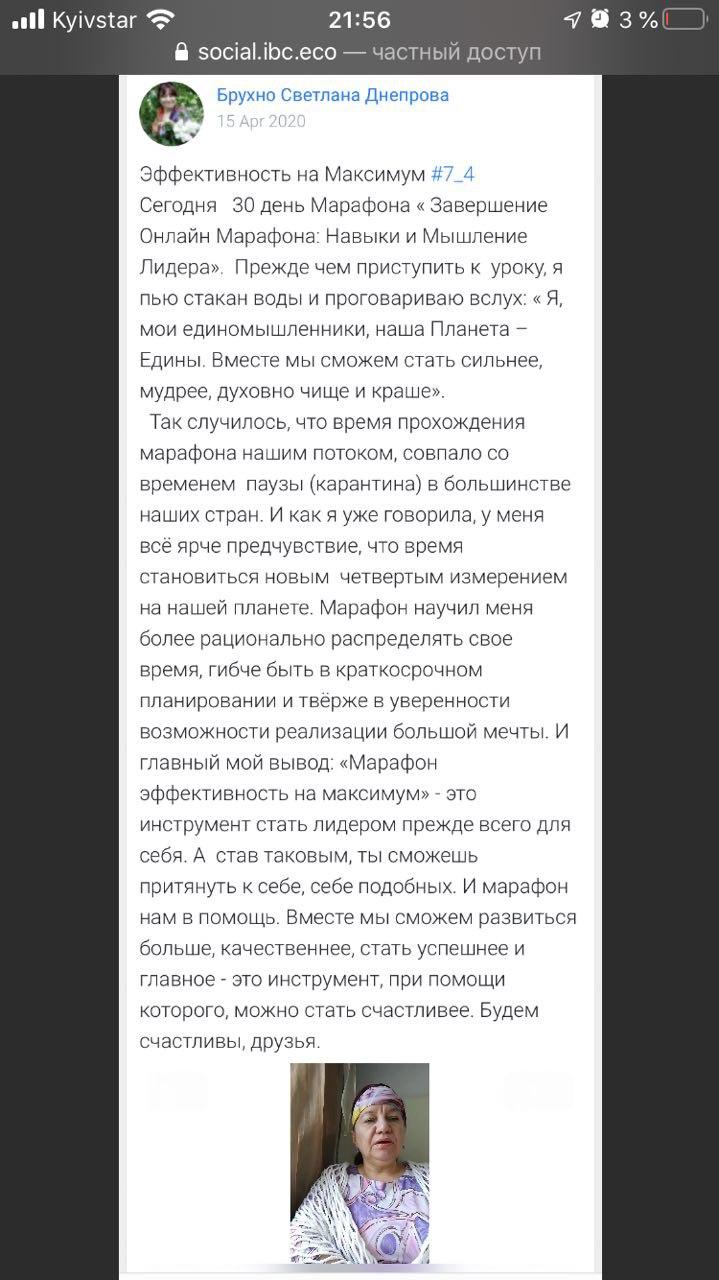 Kyivstar 21:56 3 %
social.ibc.eco — частный доступ
Брухно Светлана Днепрова
15 Apr 2020
Эффективность на Максимум #7_4
Сегодня 30 день Марафона « Завершение
Онлайн Марафона: Навыки и Мышление
Лидера». Прежде чем приступить к уроку, я
пью стакан воды и проговариваю вслух: « Я,
мои единомышленники, наша Планета –
Едины. Вместе мы сможем стать сильнее,
мудрее, духовно чище и краше».
Так случилось, что время прохождения
марафона нашим потоком, совпало со
временем паузы (карантина) в большинстве
наших стран. И как я уже говорила, у меня
всё ярче предчувствие, что время
становиться новым четвертым измерением
на нашей планете. Марафон научил меня
более рационально распределять свое
время, гибче быть в краткосрочном
планировании и твёрже в уверенности
возможности реализации большой мечты. И
главный мой вывод: «Марафон
эффективность на максимум» - это
инструмент стать лидером прежде всего для
себя. А став таковым, ты сможешь
притянуть к себе, себе подобных. И марафон
нам в помощь. Вместе мы сможем развиться
больше, качественнее, стать успешнее и
главное - это инструмент, при помощи
которого, можно стать счастливее. Будем
счастливы, друзья.